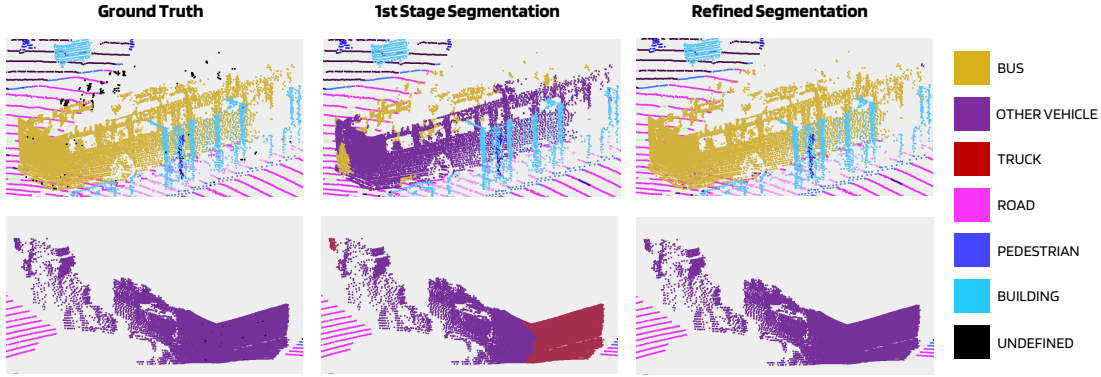 Ground Truth
1st Stage Segmentation
Refined Segmentation
BUS
OTHER VEHICLE
TRUCK
ROAD
PEDESTRIAN
BUILDING
UNDEFINED